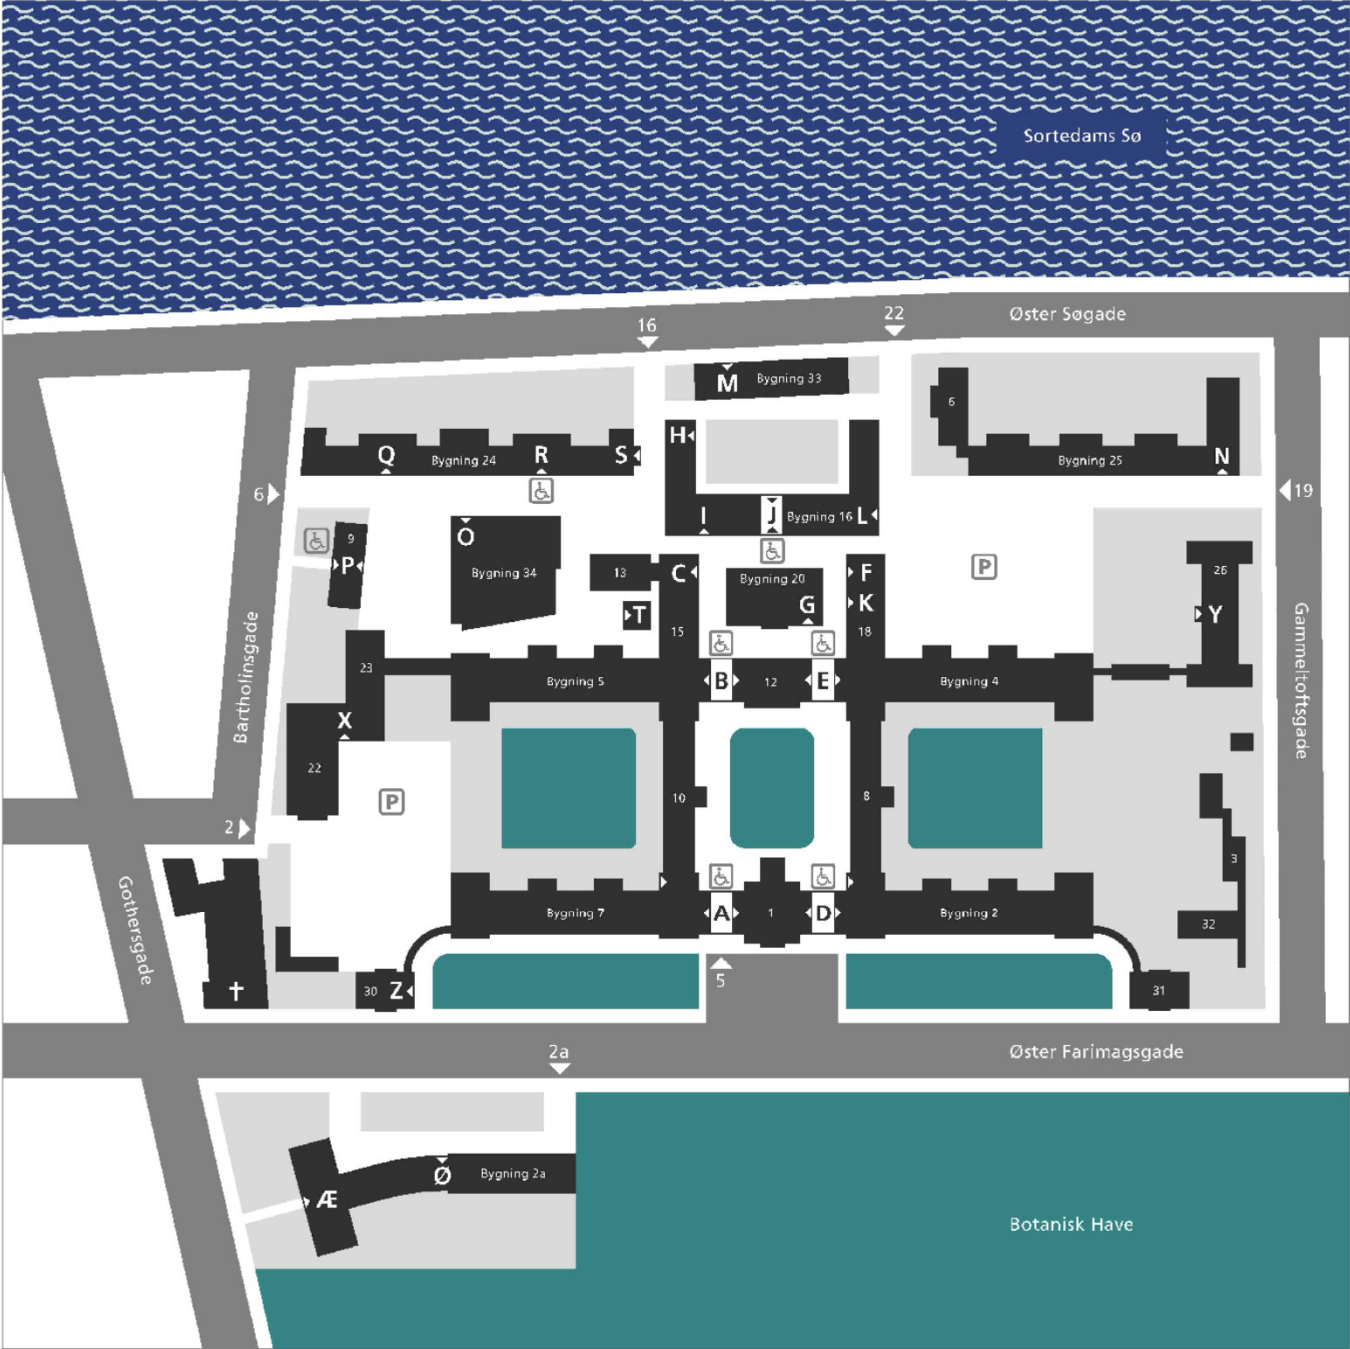 Sortedams Sø
Øster Søgade
16
22
M
Bygning 33
6
H
Q
Bygning 24
R
S
Bygning 25
N
6
19
I
J
Bygning 16
L
9
P
Ö
Bygning 34
13
C
Bygning 20
G
F
K
P
26
Y
T
15
18
Bartholinsgade
Gammeltoftsgade
23
Bygning 5
B
12
E
Bygning 4
X
22
P
10
8
2
3
Gothersgade
Bygning 7
A
1
D
Bygning 2
32
5
30
Z
31
2a
Øster Farimagsgade
Æ
Ø
Bygning 2a
Botanisk Have